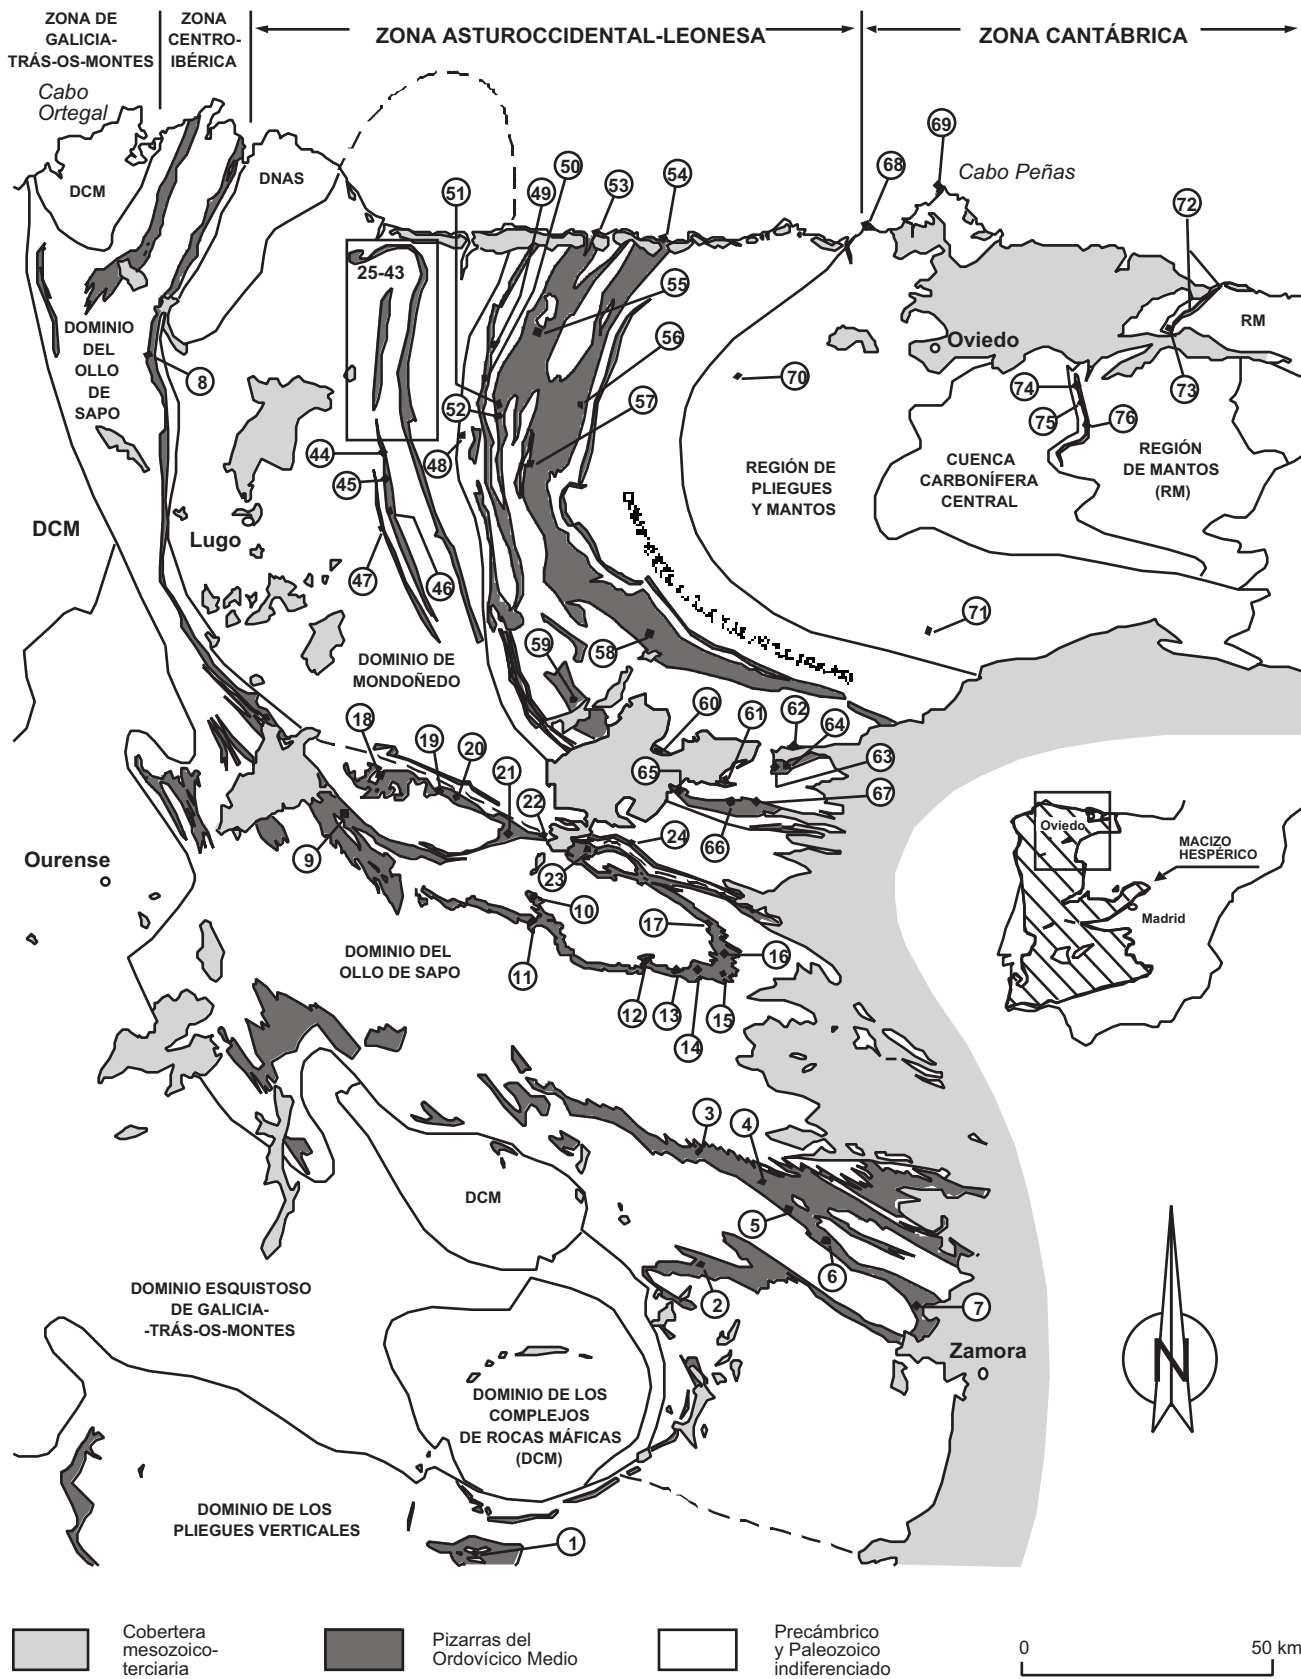 ZONA DE
GALICIA-
TRÁS-OS-MONTES
ZONA
CENTRO-
IBÉRICA
ZONA ASTUROCCIDENTAL-LEONESA
ZONA CANTÁBRICA
Cabo
Ortegal
DCM
DNAS
69
Cabo Peñas
68
50
49
51
53
54
72
25-43
55
RM
DOMINIO
DEL
OLLO
DE
SAPO
8
56
Oviedo
70
57
52
73
74
75
76
48
44
45
REGIÓN DE
PLIEGUES
Y MANTOS
CUENCA
CARBONÍFERA
CENTRAL
REGIÓN
DE MANTOS
(RM)
DCM
Lugo
47
46
71
59
58
DOMINIO DE
MONDOÑEDO
18
19
20
21
22
60
61
62
64
63
65
67
66
24
23
9
Ourense
10
11
17
16
12
13
14
15
DOMINIO DEL
OLLO DE SAPO
Oviedo
MACIZO
HESPÉRICO
Madrid
3
4
5
6
2
7
DCM
DOMINIO ESQUISTOSO
DE GALICIA-
-TRÁS-OS-MONTES
Zamora
N
DOMINIO DE LOS
COMPLEJOS
DE ROCAS MÁFICAS
(DCM)
DOMINIO DE LOS
PLIEGUES VERTICALES
1
Cobertera
mesozoico-
terciaria
Pizarras del
Ordovícico Medio
Precámbrico
y Paleozoico
indiferenciado
0 50 km